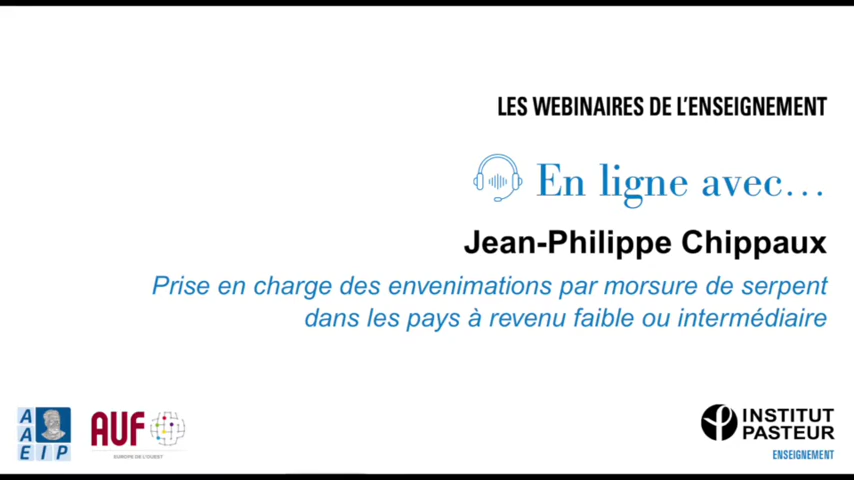 LES WEBINAIRES DE L'ENSEIGNEMENT
En ligne avec...
Jean-Philippe Chippaux
Prise en charge des envenimations par morsure de serpent
dans les pays à revenu faible ou intermédiaire
A
A
E I P
AUF
EUROPE DE L'OUEST
INSTITUT
PASTEUR
ENSEIGNEMENT